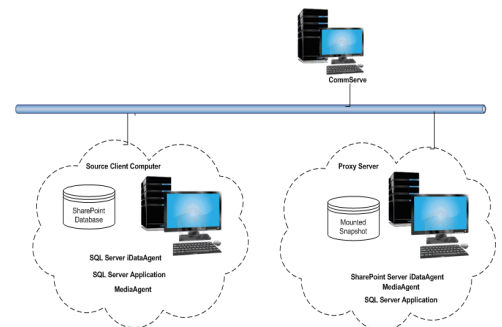 CommServe
Source Client Computer
SharePoint
Database
SQL Server iDataAgent
SQL Server Application
MediaAgent
Proxy Server
Mounted
Snapshot
SharePoint Server iDataAgent
MediaAgent
SQL Server Application